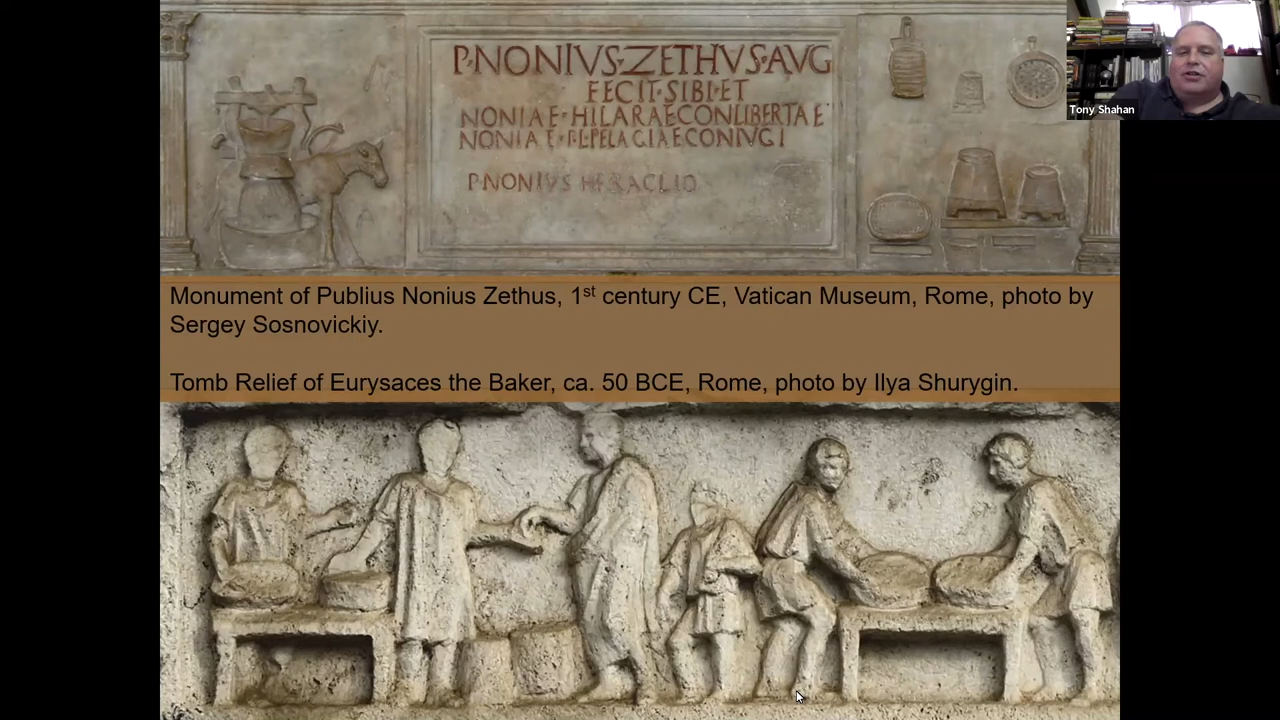 P·NONIVS·ZETHVS·AVG
FECIT·SIBI·ET
NONIAE·HILARAE·CONLIBERTAE
NONIAE·P·L·PELAGIAE·CONIVGI
P·NONIVS HERACLIO
Tony Shahan
Monument of Publius Nonius Zethus, 1st century CE, Vatican Museum, Rome, photo by
Sergey Sosnovickiy.
Tomb Relief of Eurysaces the Baker, ca. 50 BCE, Rome, photo by Ilya Shurygin.